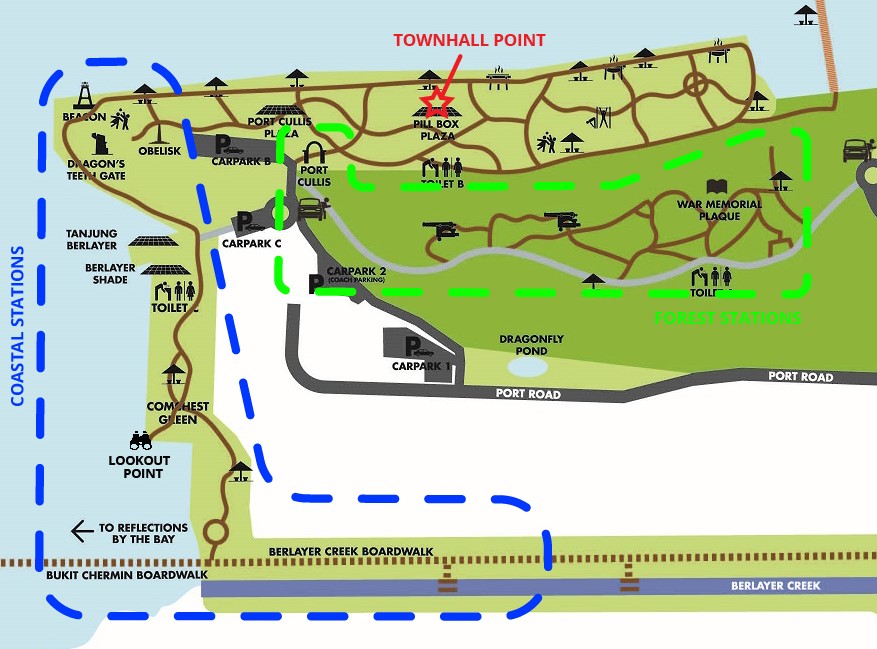 TOWNHALL POINT
BEACON
DRAGON'S
TEETH GATE
OBELISK
PORT CULLIS
PLAZA
P
CARPARK B
PILL BOX
PLAZA
PORT
CULLIS
TOILET B
WAR MEMORIAL
PLAQUE
P
CARPARK C
TANJUNG
BERLAYER
BERLAYER
SHADE
TOILET C
P
CARPARK 2
(COACH PARKING)
TOILET
FOREST STATIONS
COASTAL STATIONS
P
CARPARK 1
DRAGONFLY
POND
PORT ROAD
PORT ROAD
COMCHEST
GREEN
LOOKOUT
POINT
TO REFLECTIONS
BY THE BAY
BERLAYER CREEK BOARDWALK
BUKIT CHERMIN BOARDWALK
BERLAYER CREEK